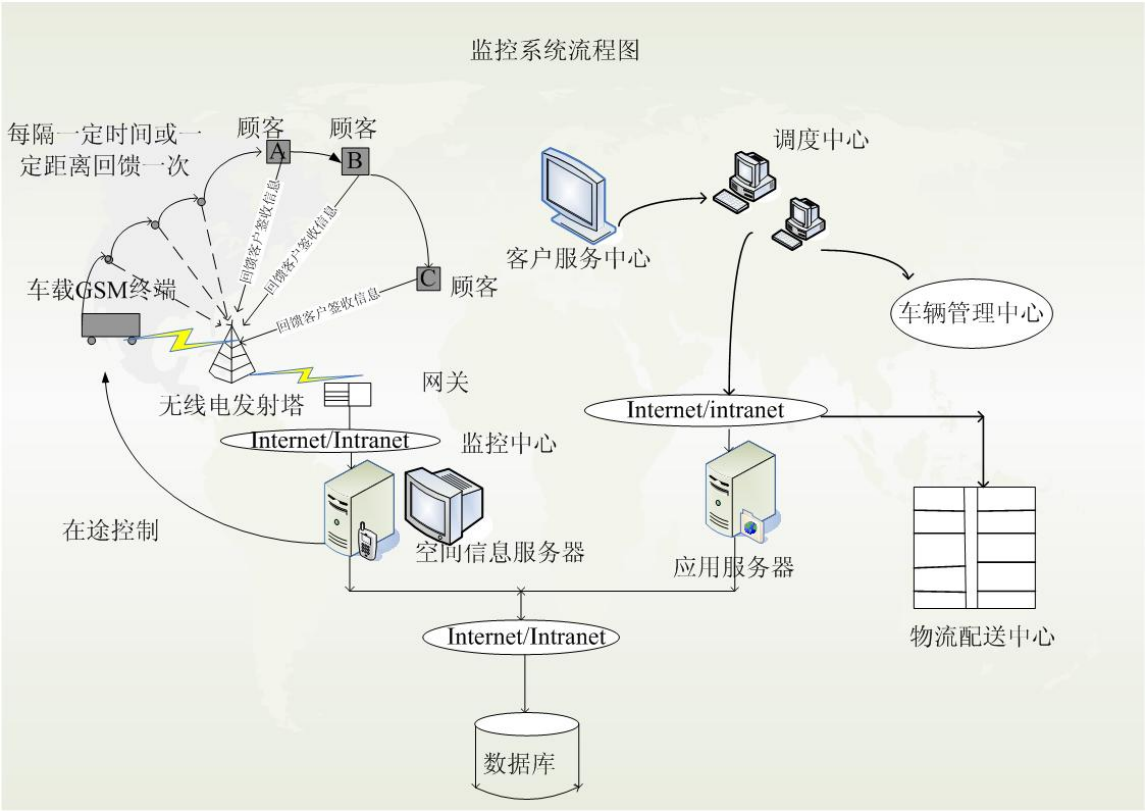 监控系统流程图
每隔一定时间或一
定距离回馈一次
顾客
顾客
A
B
回馈客户签收信息
回馈客户签收信息
回馈客户签收信息
C
顾客
车载GSM终端
无线电发射塔
网关
Internet/Intranet
监控中心
在途控制
空间信息服务器
客户服务中心
调度中心
车辆管理中心
Internet/intranet
应用服务器
物流配送中心
Internet/Intranet
数据库